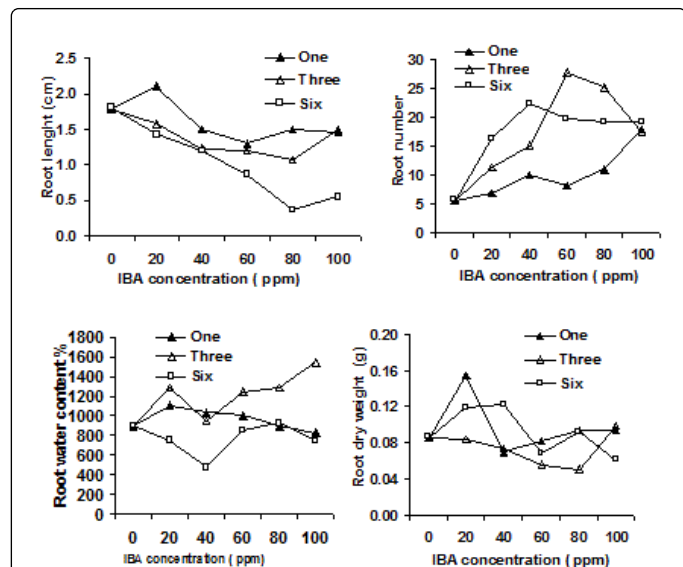 One
Three
Six
Root lenght (cm)
2.5
2.0
1.5
1.0
0.5
0.0
0 20 40 60 80 100
IBA concentration ( ppm)
One
Three
Six
Root number
30
25
20
15
10
5
0
0 20 40 60 80 100
IBA concentration ( ppm)
One
Three
Six
Root water content %
1800
1600
1400
1200
1000
800
600
400
200
0
0 20 40 60 80 100
IBA concentration ( ppm)
One
Three
Six
Root dry weight (g)
0.20
0.16
0.12
0.08
0.04
0.00
0 20 40 60 80 100
IBA concentration ( ppm)